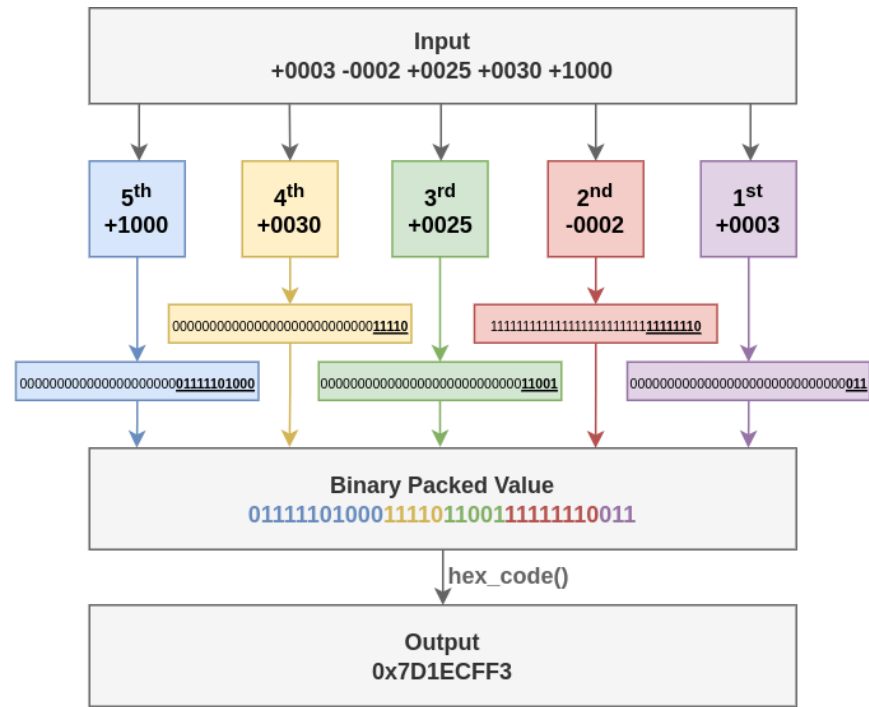 Input
+0003 -0002 +0025 +0030 +1000
5th
+1000
4th
+0030
3rd
+0025
2nd
-0002
1st
+0003
00000000000000000000000000011110
11111111111111111111111111111110
00000000000000000000001111101000
00000000000000000000000000011001
00000000000000000000000000000011
Binary Packed Value
01111101000111101100111111110011
hex_code()
Output
0x7D1ECFF3